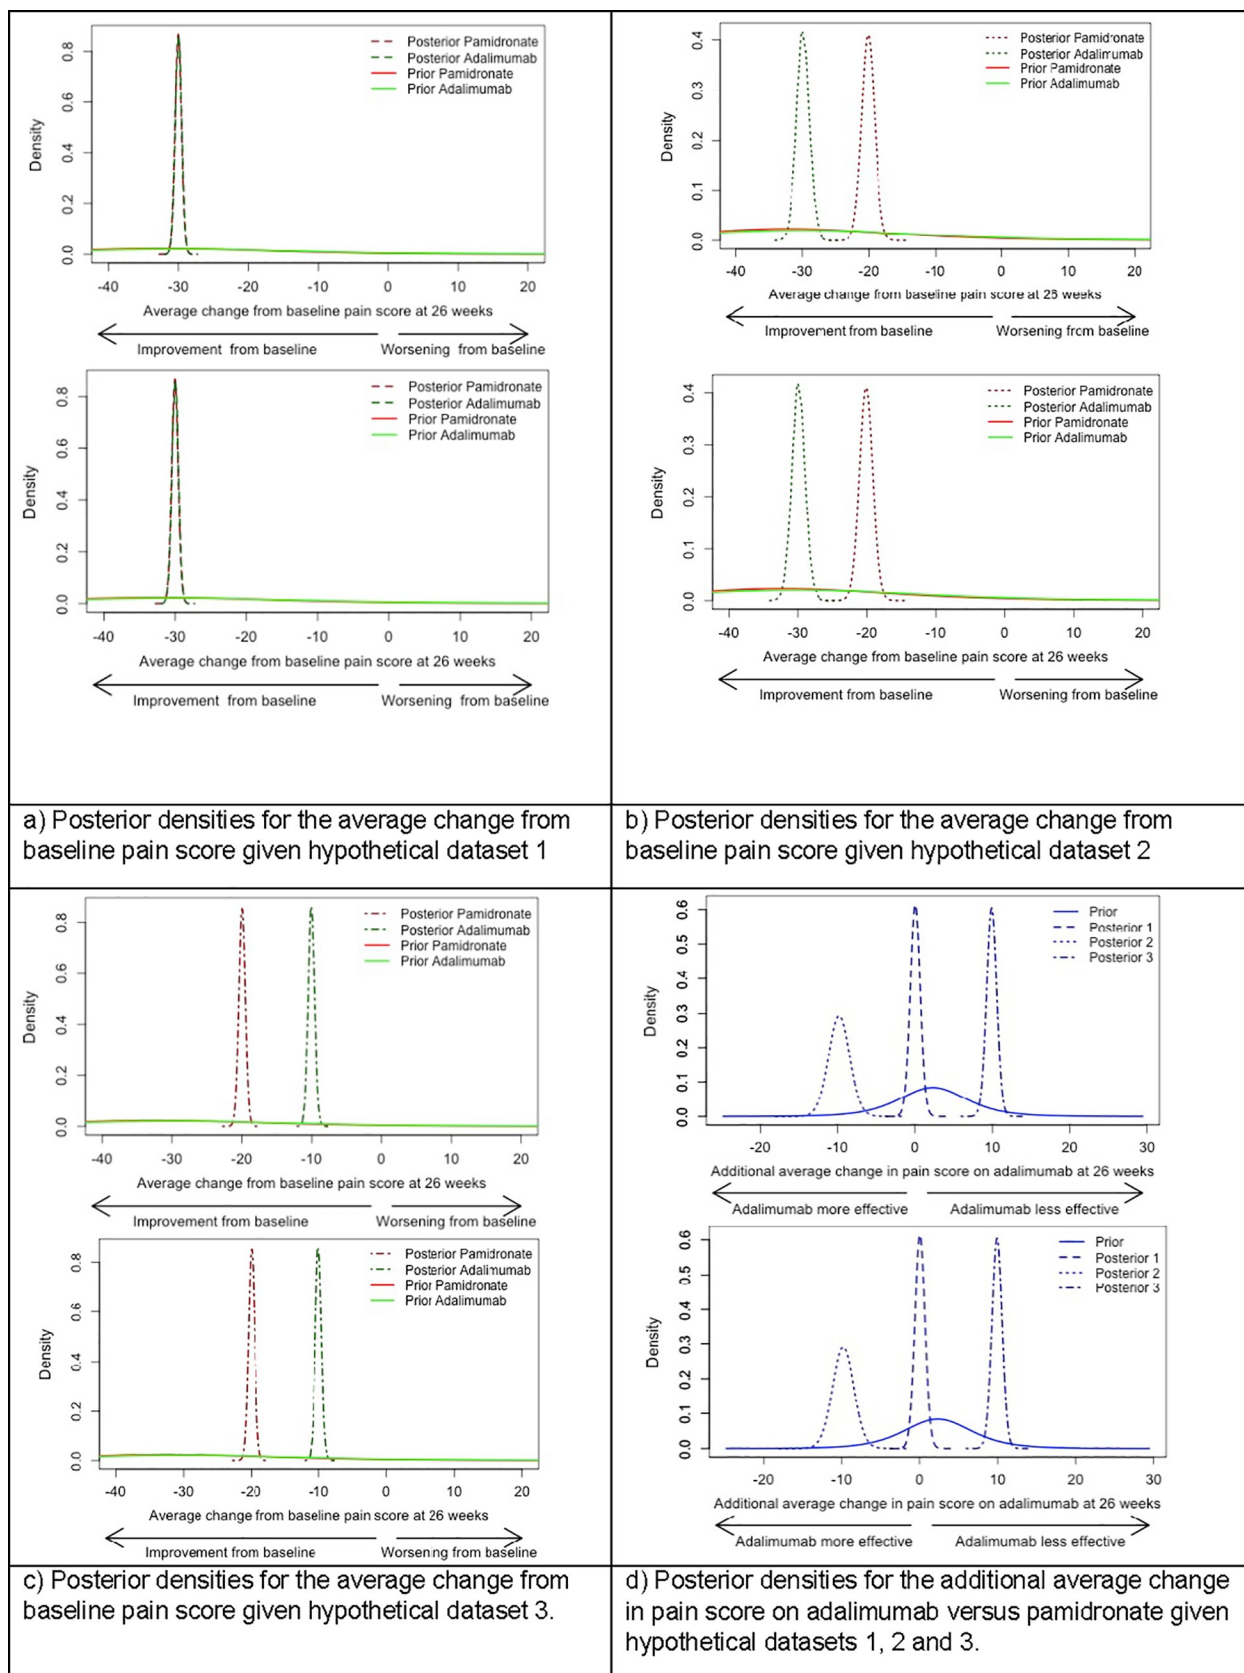 Posterior Pamidronate
Posterior Adalimumab
Prior Pamidronate
Prior Adalimumab
Density
0.0 0.2 0.4 0.6 0.8
-40 -30 -20 -10 0 10 20
Average change from baseline pain score at 26 weeks
Improvement from baseline Worsening from baseline
Posterior Pamidronate
Posterior Adalimumab
Prior Pamidronate
Prior Adalimumab
Density
0.0 0.2 0.4 0.6 0.8
-40 -30 -20 -10 0 10 20
Average change from baseline pain score at 26 weeks
Improvement from baseline Worsening from baseline
Posterior Pamidronate
Posterior Adalimumab
Prior Pamidronate
Prior Adalimumab
Density
0.0 0.1 0.2 0.3 0.4
-40 -30 -20 -10 0 10 20
Average change from baseline pain score at 26 weeks
Improvement from baseline Worsening from baseline
Posterior Pamidronate
Posterior Adalimumab
Prior Pamidronate
Prior Adalimumab
Density
0.0 0.1 0.2 0.3 0.4
-40 -30 -20 -10 0 10 20
Average change from baseline pain score at 26 weeks
Improvement from baseline Worsening from baseline
a) Posterior densities for the average change from
baseline pain score given hypothetical dataset 1
b) Posterior densities for the average change from
baseline pain score given hypothetical dataset 2
Posterior Pamidronate
Posterior Adalimumab
Prior Pamidronate
Prior Adalimumab
Density
0.0 0.2 0.4 0.6 0.8
-40 -30 -20 -10 0 10 20
Average change from baseline pain score at 26 weeks
Improvement from baseline Worsening from baseline
Posterior Pamidronate
Posterior Adalimumab
Prior Pamidronate
Prior Adalimumab
Density
0.0 0.2 0.4 0.6 0.8
-40 -30 -20 -10 0 10 20
Average change from baseline pain score at 26 weeks
Improvement from baseline Worsening from baseline
Prior
Posterior 1
Posterior 2
Posterior 3
Density
0.0 0.1 0.2 0.3 0.4 0.5 0.6
-20 -10 0 10 20 30
Additional average change in pain score on adalimumab at 26 weeks
Adalimumab more effective Adalimumab less effective
Prior
Posterior 1
Posterior 2
Posterior 3
Density
0.0 0.1 0.2 0.3 0.4 0.5 0.6
-20 -10 0 10 20 30
Additional average change in pain score on adalimumab at 26 weeks
Adalimumab more effective Adalimumab less effective
c) Posterior densities for the average change from
baseline pain score given hypothetical dataset 3.
d) Posterior densities for the additional average change
in pain score on adalimumab versus pamidronate given
hypothetical datasets 1, 2 and 3.